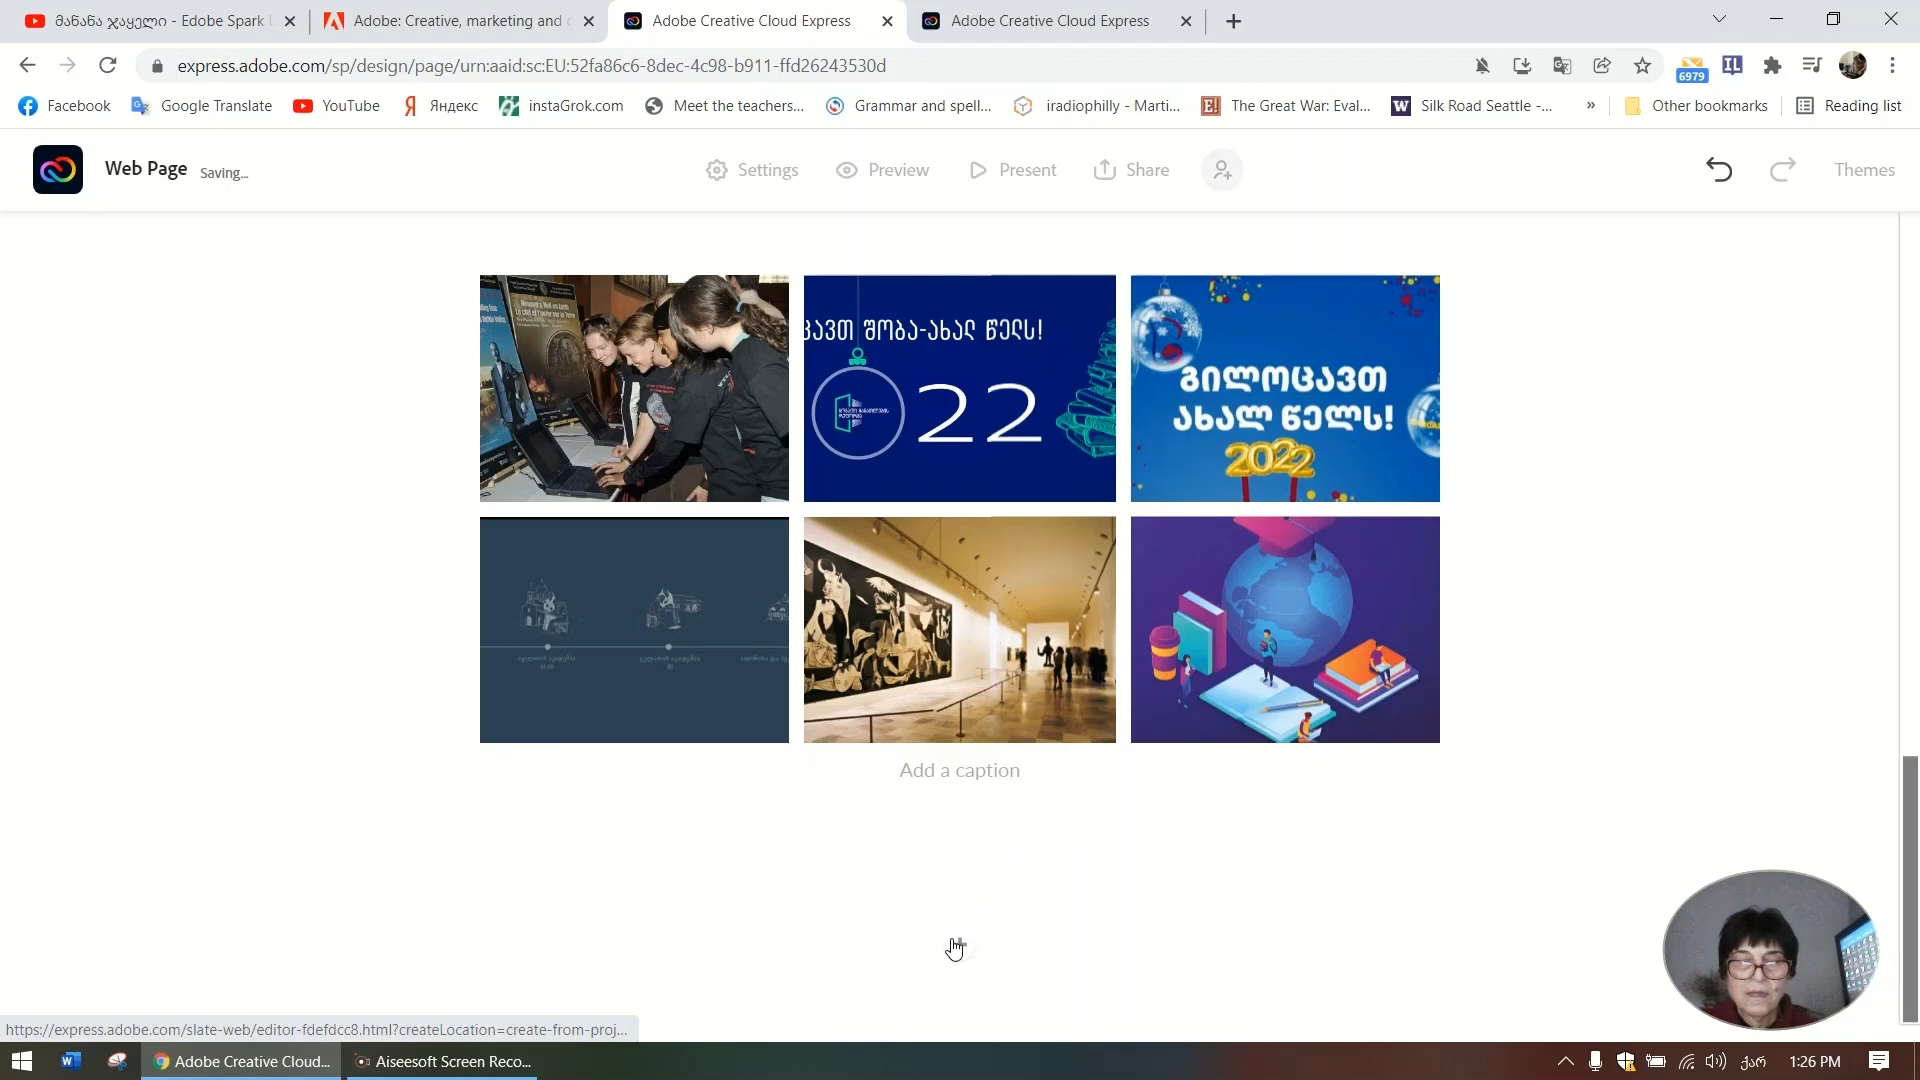 მანანა ჯაყელი - Edobe Spark
Adobe: Creative, marketing and
Adobe Creative Cloud Express
Adobe Creative Cloud Express
express.adobe.com/sp/design/page/urn:aaid:sc:EU:52fa86c6-8dec-4c98-b911-ffd26243530d
6979
IL
Facebook
Google Translate
YouTube
Яндекс
instaGrok.com
Meet the teachers...
Grammar and spell...
iradiophilly - Marti...
The Great War: Eval...
Silk Road Seattle -...
»
Other bookmarks
Reading list
Web Page
Saving...
Settings
Preview
Present
Share
Themes
ვავთ შობა-ახალ წელს!
22
გილოცავთ
ახალ წელს!
2022
Add a caption
https://express.adobe.com/slate-web/editor-fdefdcc8.html?createLocation=create-from-proj...
Adobe Creative Cloud...
Aiseesoft Screen Reco...
ქარ
1:26 PM